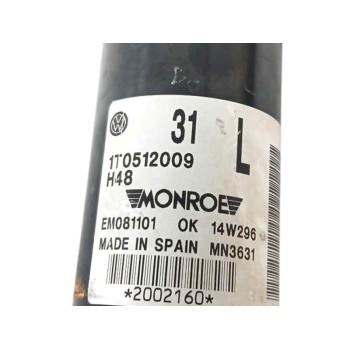 31 L
1T0512009
H48
MONROE
EM081101 OK 14W296
MADE IN SPAIN MN3631
*2002160*